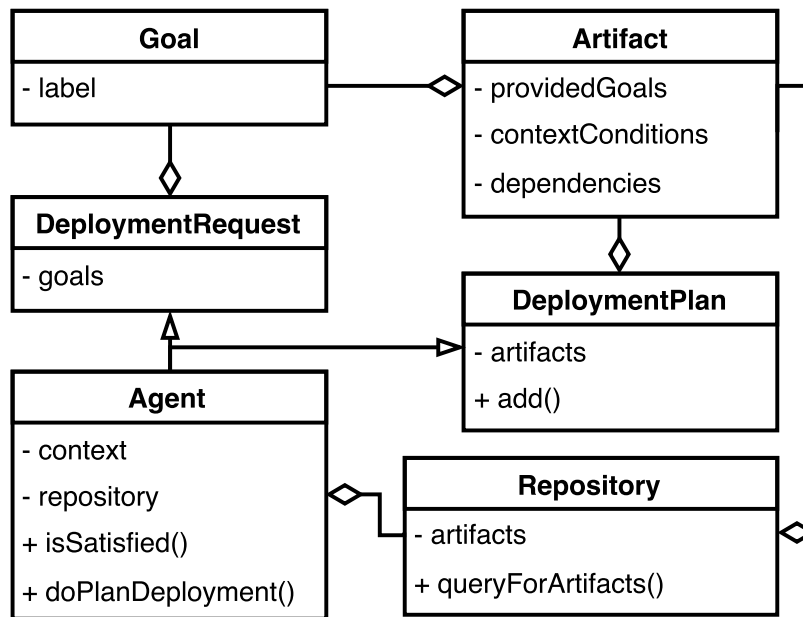 Goal
- label
Artifact
- providedGoals
- contextConditions
- dependencies
DeploymentRequest
- goals
DeploymentPlan
- artifacts
+ add()
Agent
- context
- repository
+ isSatisfied()
+ doPlanDeployment()
Repository
- artifacts
+ queryForArtifacts()